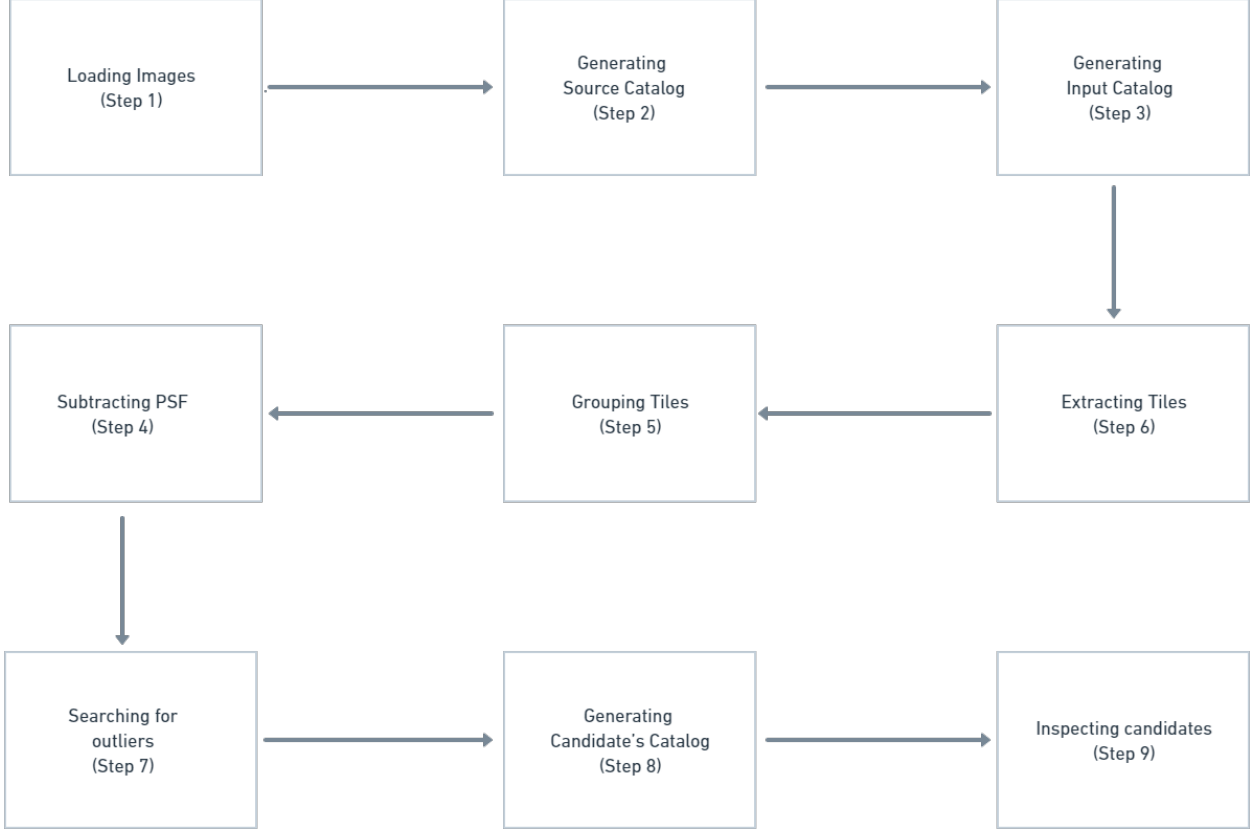 Loading Images
(Step 1)
Generating
Source Catalog
(Step 2)
Generating
Input Catalog
(Step 3)
Subtracting PSF
(Step 4)
Grouping Tiles
(Step 5)
Extracting Tiles
(Step 6)
Searching for
outliers
(Step 7)
Generating
Candidate's Catalog
(Step 8)
Inspecting candidates
(Step 9)